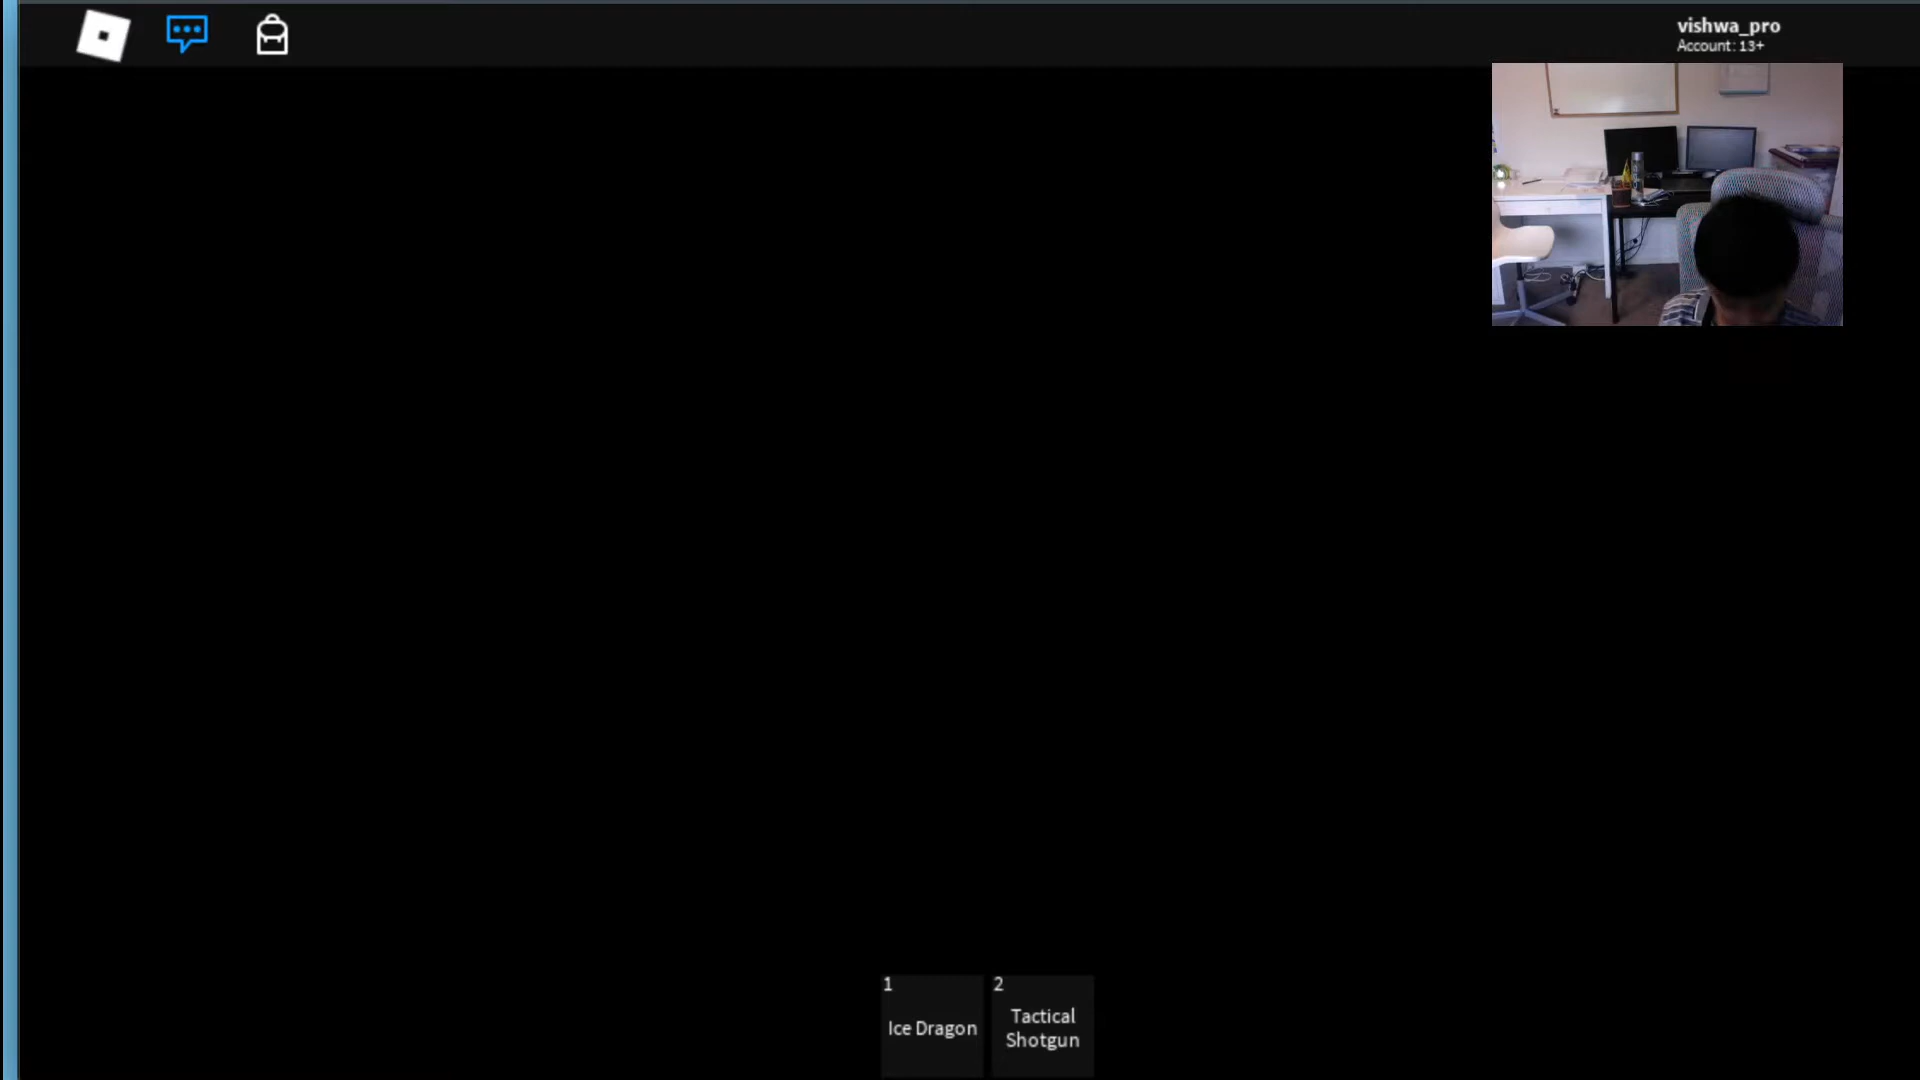 vishwa_pro
Account: 13+
1
Ice Dragon
2
Tactical
Shotgun